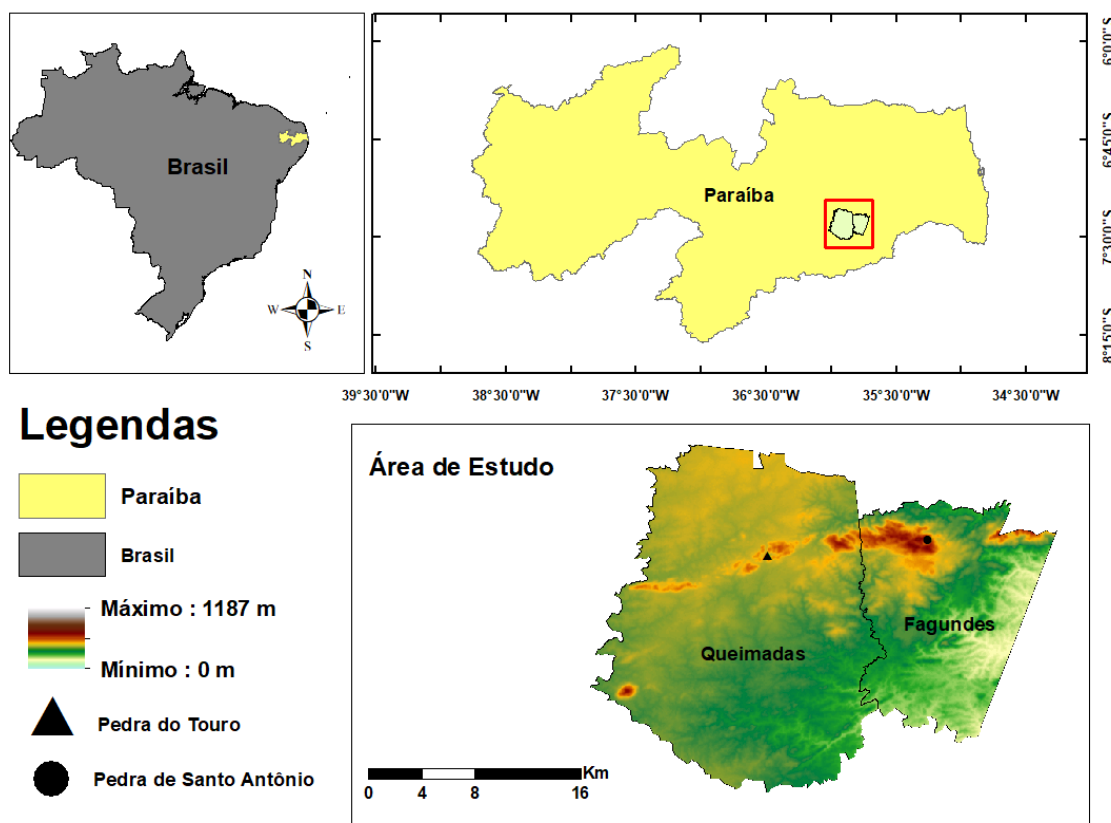 Brasil
N
W
E
S
Paraíba
6°0'0"S
6°45'0"S
7°30'0"S
8°15'0"S
39°30'0"W
38°30'0"W
37°30'0"W
36°30'0"W
35°30'0"W
34°30'0"W
Legendas
Paraíba
Brasil
Máximo : 1187 m
Mínimo : 0 m
Pedra do Touro
Pedra de Santo Antônio
Área de Estudo
Fagundes
Queimadas
Km
0 4 8 16